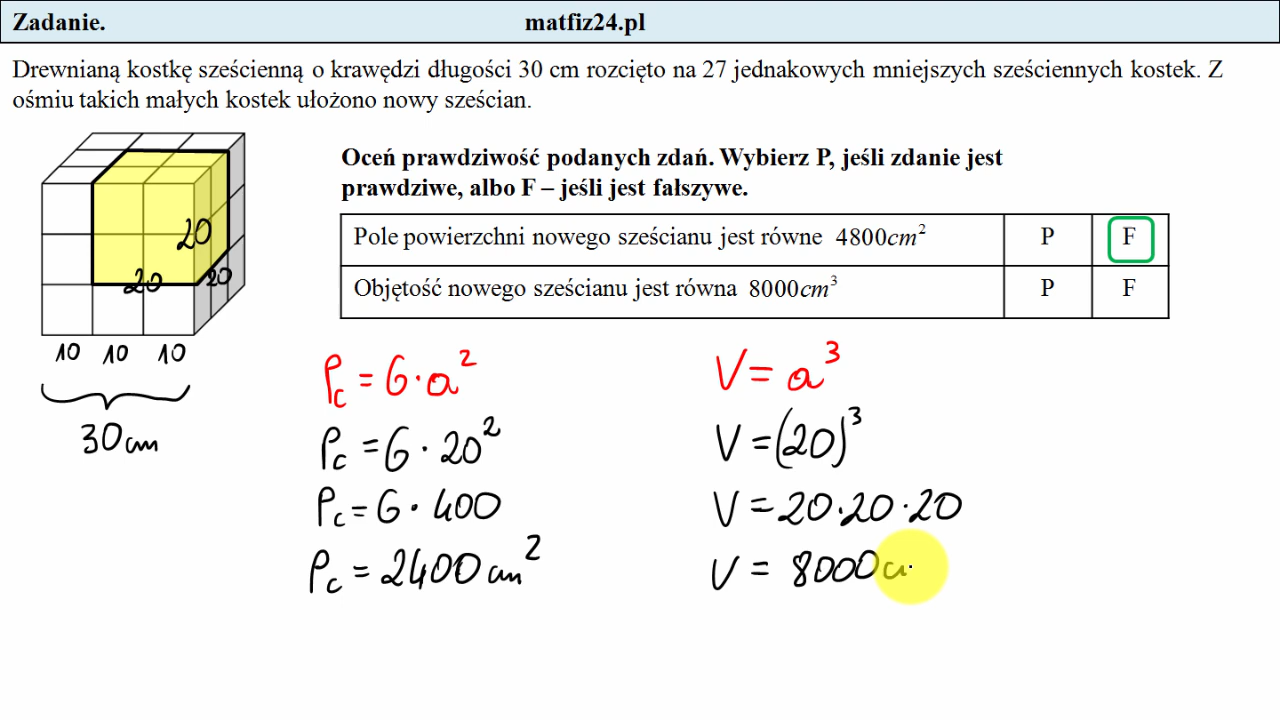 Zadanie. matfiz24.pl
Drewnianą kostkę sześcienną o krawędzi długości 30 cm rozcięto na 27 jednakowych mniejszych sześciennych kostek. Z
ośmiu takich małych kostek ułożono nowy sześcian.
Oceń prawdziwość podanych zdań. Wybierz P, jeśli zdanie jest
prawdziwe, albo F – jeśli jest fałszywe.
Pole powierzchni nowego sześcianu jest równe 4800cm² P F
Objętość nowego sześcianu jest równa 8000cm³ P F
20
20 20
10 10 10
30cm
Pc = 6·a²
Pc = 6·20²
Pc = 6·400
Pc = 2400cm²
V = a³
V = (20)³
V = 20·20·20
V = 8000c